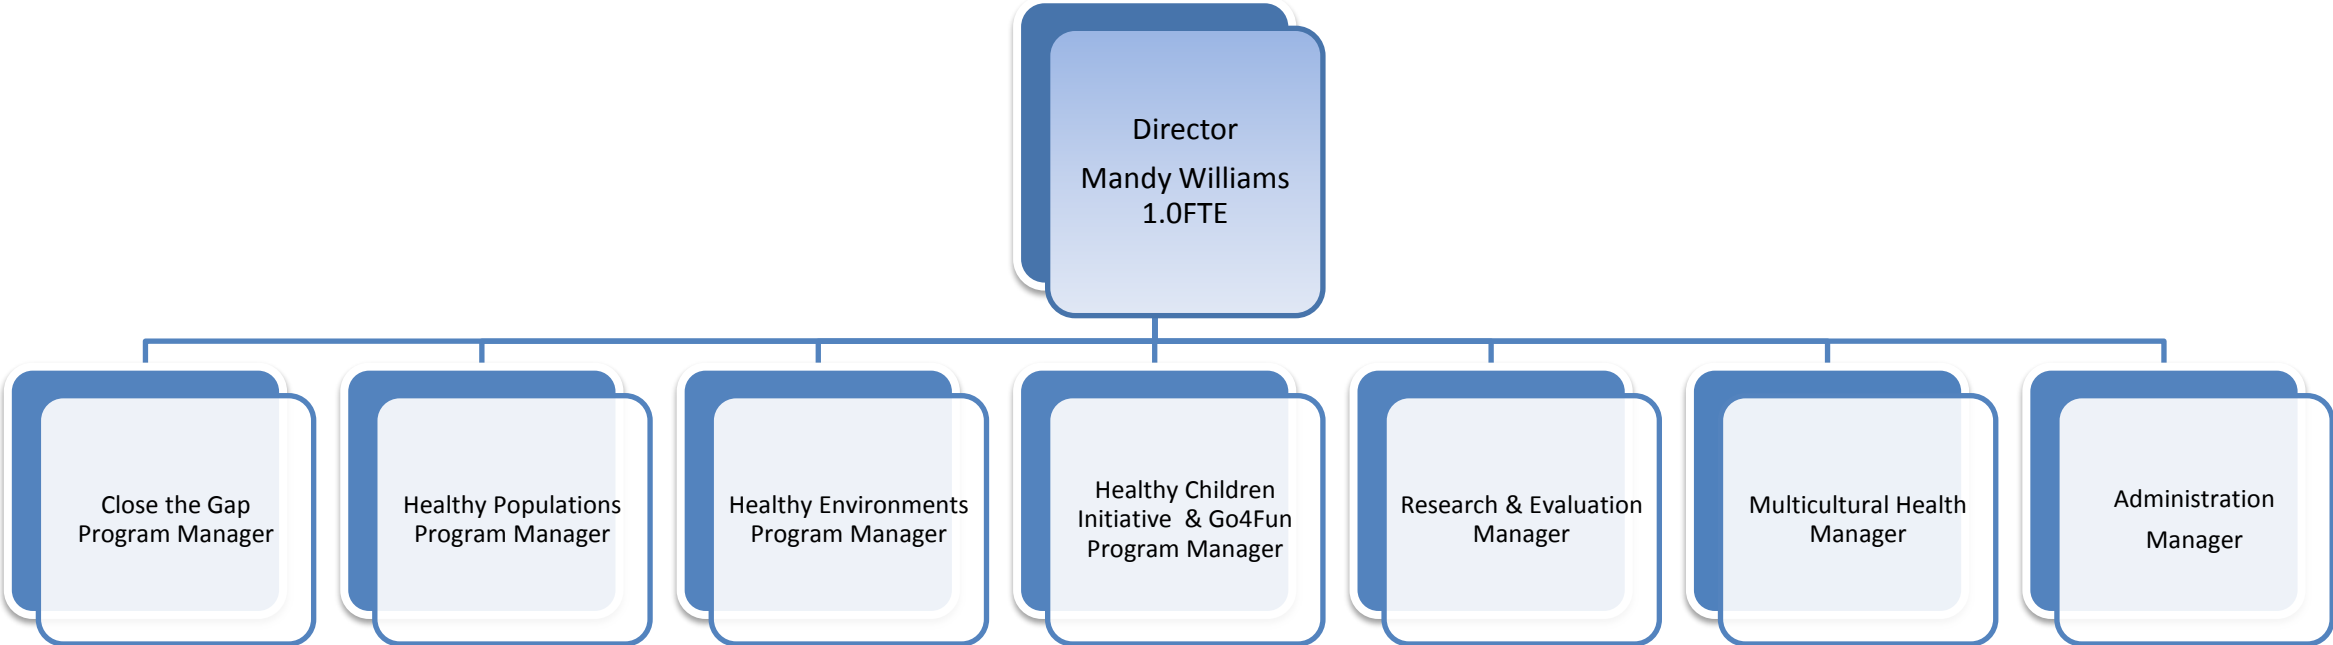 Director
Mandy Williams
1.0FTE
Close the Gap
Program Manager
Healthy Populations
Program Manager
Healthy Environments
Program Manager
Healthy Children
Initiative & Go4Fun
Program Manager
Research & Evaluation
Manager
Multicultural Health
Manager
Administration
Manager